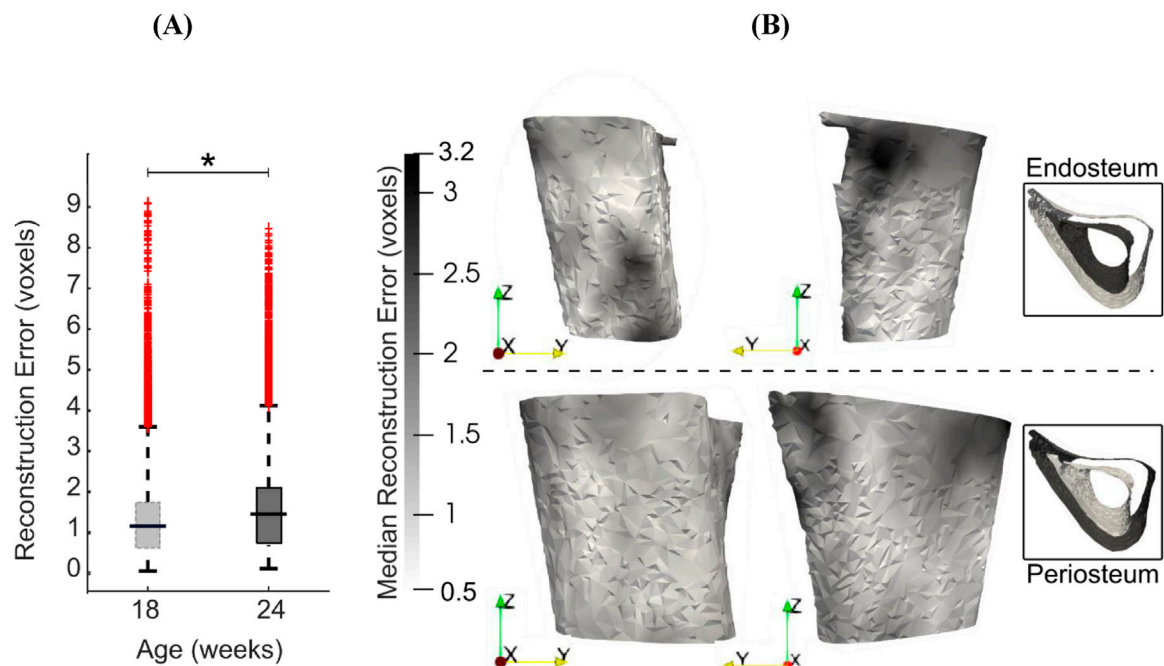 (A)
(B)
Reconstruction Error (voxels)
9
8
7
6
5
4
3
2
1
0
*
18
24
Age (weeks)
Median Reconstruction Error (voxels)
3.2
3
2.5
2
1.5
1
0.5
Z
X
Y
Z
Y
X
Endosteum
Z
X
Y
Z
Y
X
Periosteum